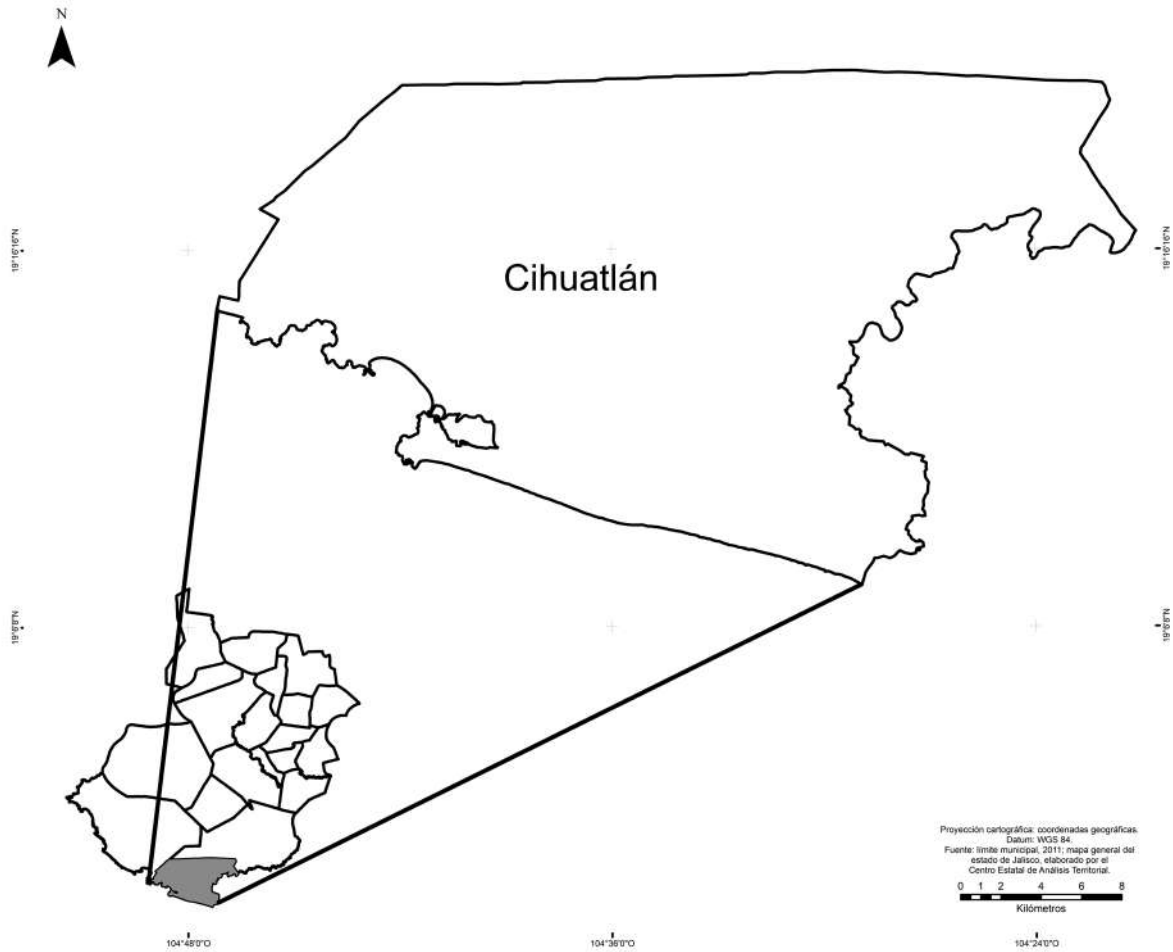 N
19°16'16"N
19°16'16"N
Cihuatlán
19°6'8"N
19°6'8"N
Proyección cartográfica: coordenadas geográficas.
Datum: WGS 84.
Fuente: límite municipal, 2011; mapa general del
estado de Jalisco, elaborado por el
Centro Estatal de Análisis Territorial.
0 1 2 4 6 8
Kilómetros
104°48'0"O
104°36'0"O
104°24'0"O